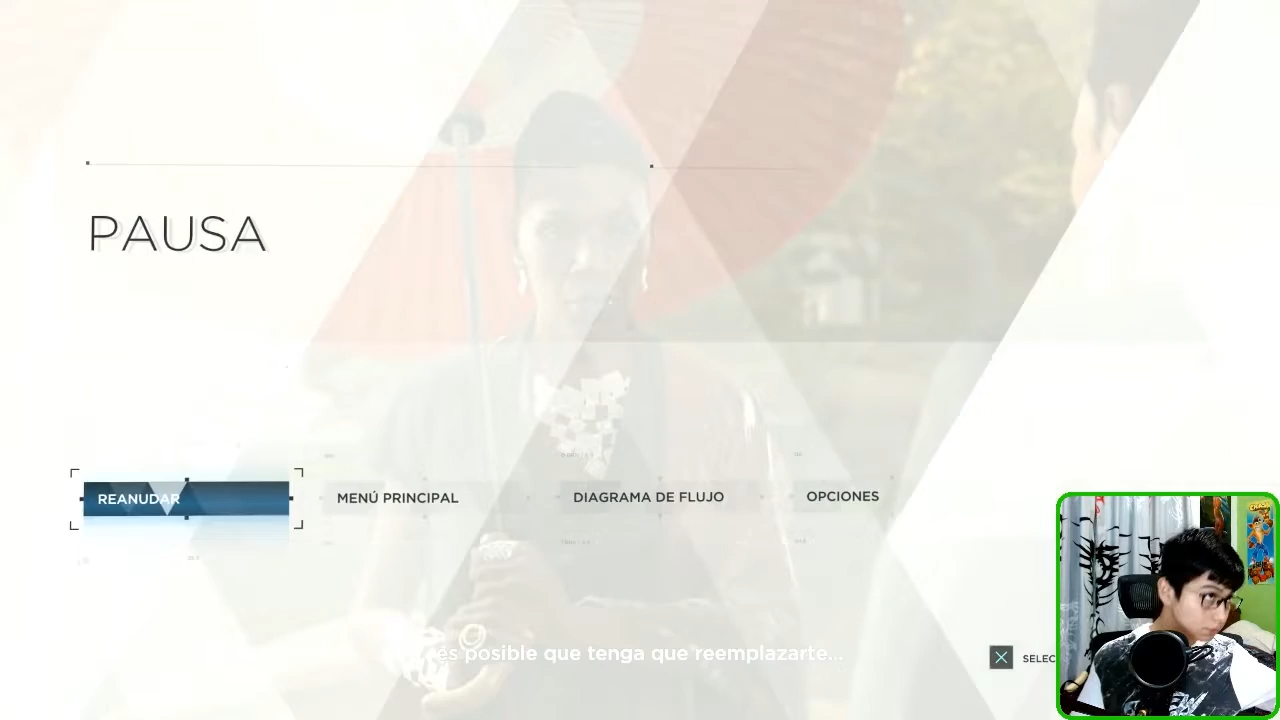 PAUSA
REANUDAR
MENÚ PRINCIPAL
DIAGRAMA DE FLUJO
OPCIONES
es posible que tenga que reemplazarte...
SELEC